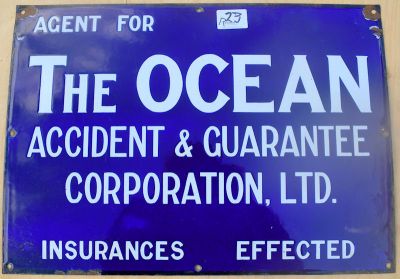 AGENT FOR
23
THE OCEAN
ACCIDENT & GUARANTEE
CORPORATION, LTD.
INSURANCES EFFECTED